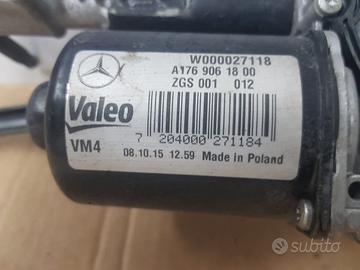 W000027118
A176 906 18 00
ZGS 001 012
Valeo
VM4
7 204000 271184
08.10.15 12.59 Made in Poland
subito